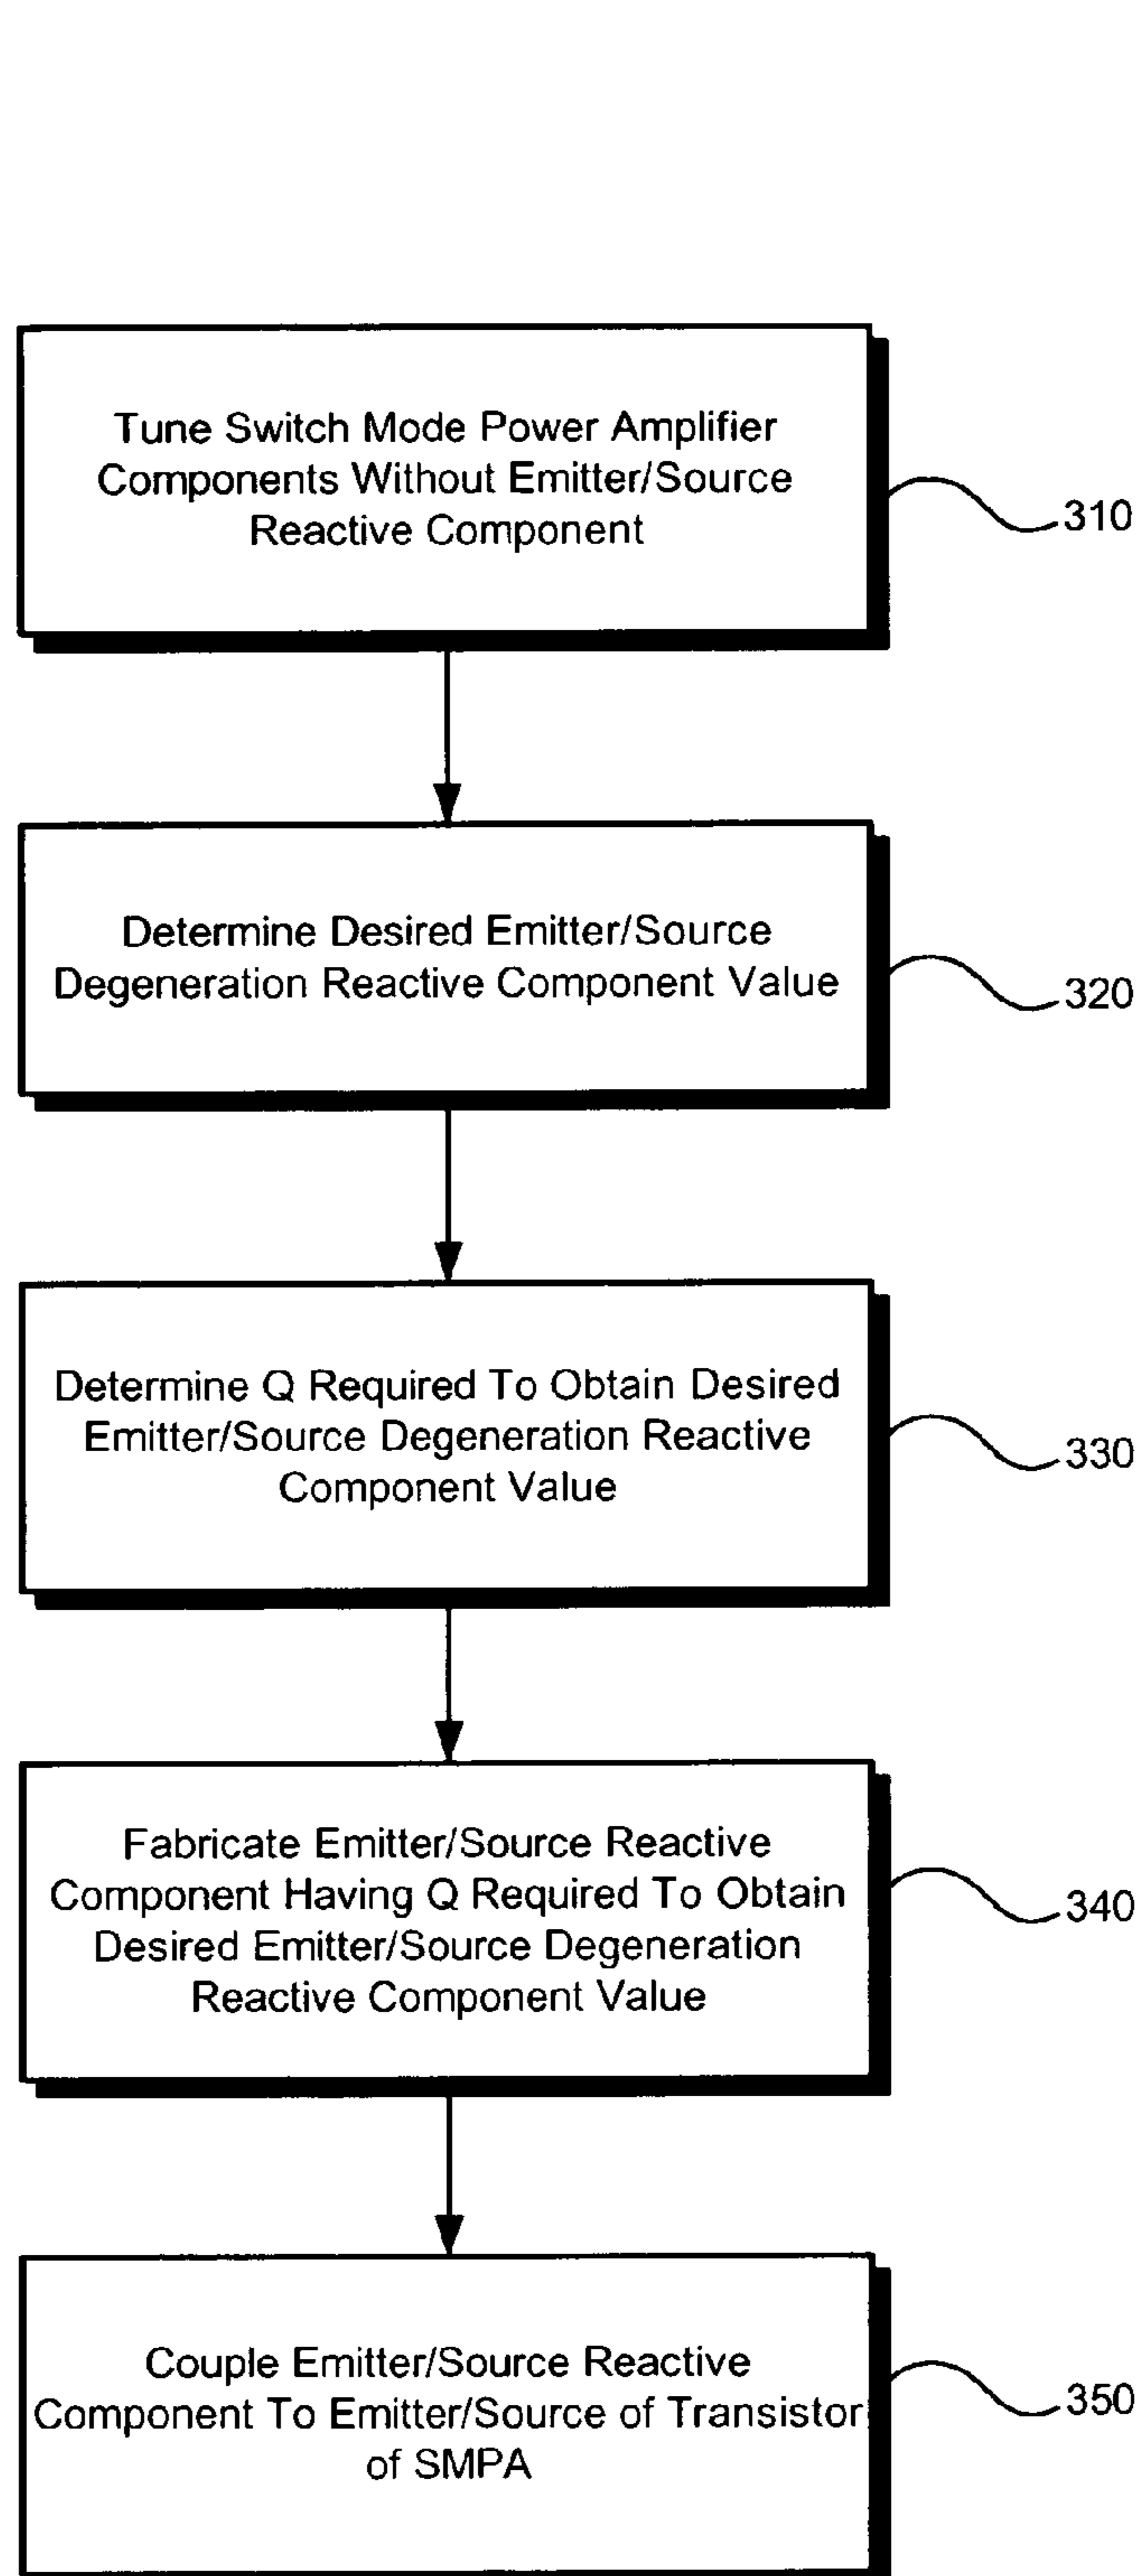 Tune Switch Mode Power Amplifier
Components Without Emitter/Source
Reactive Component
310
Determine Desired Emitter/Source
Degeneration Reactive Component Value
320
Determine Q Required To Obtain Desired
Emitter/Source Degeneration Reactive
Component Value
330
Fabricate Emitter/Source Reactive
Component Having Q Required To Obtain
Desired Emitter/Source Degeneration
Reactive Component Value
340
Couple Emitter/Source Reactive
Component To Emitter/Source of Transistor
of SMPA
350